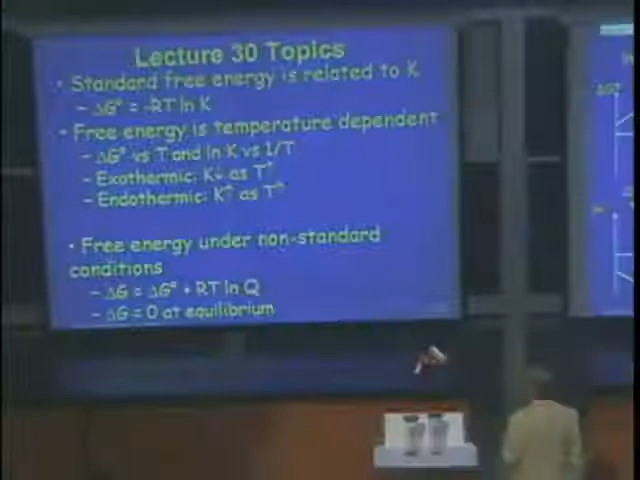 Lecture 30 Topics
• Standard free energy is related to K
– ΔG° = -RT ln K
• Free energy is temperature dependent
– ΔG° vs T and ln K vs 1/T
– Exothermic: K↓ as T↑
– Endothermic: K↑ as T↑
• Free energy under non-standard
conditions
– ΔG = ΔG° + RT ln Q
– ΔG = 0 at equilibrium